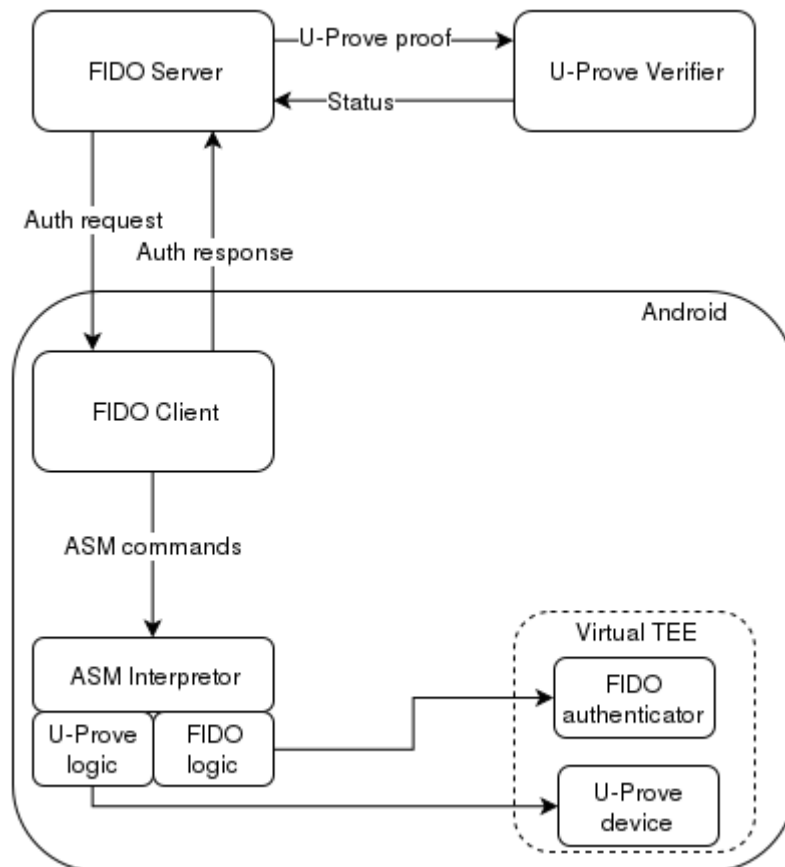 FIDO Server
U-Prove proof
U-Prove Verifier
Status
Auth request
Auth response
Android
FIDO Client
ASM commands
Virtual TEE
ASM Interpretor
FIDO
authenticator
U-Prove
logic
FIDO
logic
U-Prove
device